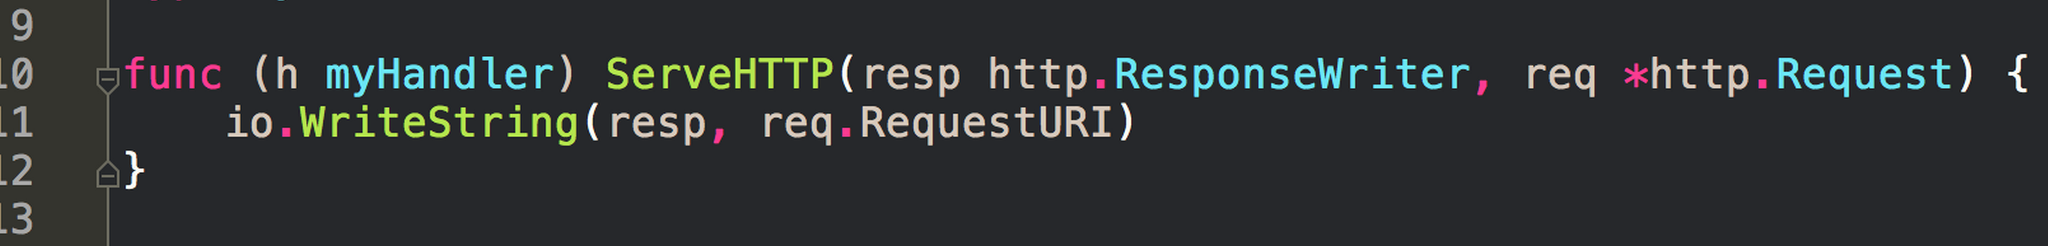 9
10 func (h myHandler) ServeHTTP(resp http.ResponseWriter, req *http.Request) {
11     io.WriteString(resp, req.RequestURI)
12 }
13